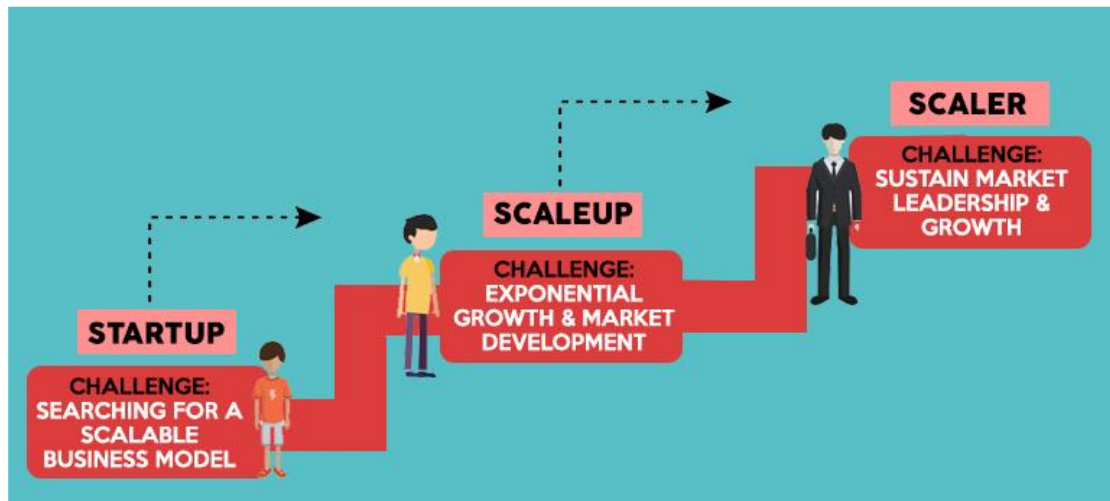 STARTUP
CHALLENGE:
SEARCHING FOR A
SCALABLE
BUSINESS MODEL
SCALEUP
CHALLENGE:
EXPONENTIAL
GROWTH & MARKET
DEVELOPMENT
SCALER
CHALLENGE:
SUSTAIN MARKET
LEADERSHIP &
GROWTH